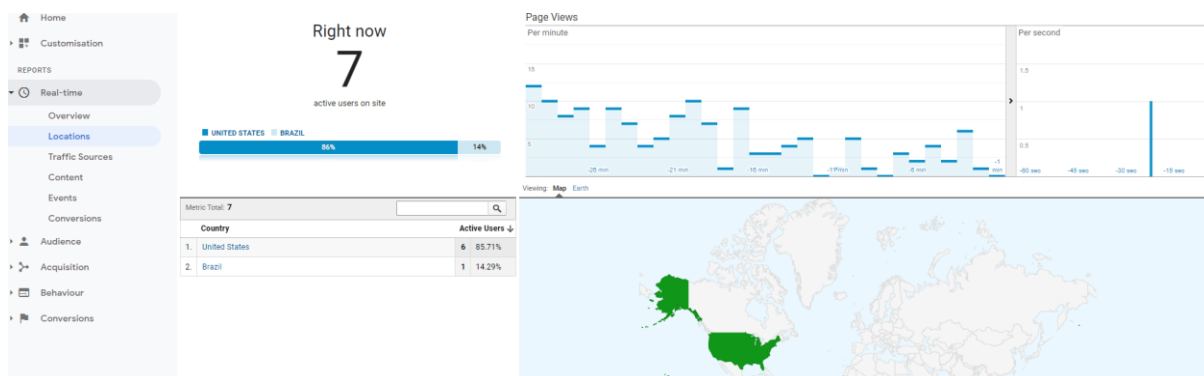 Home
Customisation
REPORTS
Real-time
Overview
Locations
Traffic Sources
Content
Events
Conversions
Audience
Acquisition
Behaviour
Conversions
Right now
7
active users on site
UNITED STATES BRAZIL
86% 14%
Metric Total: 7
Country Active Users
1. United States 6 85.71%
2. Brazil 1 14.29%
Page Views
Per minute
15
10
5
-26 min -21 min -16 min -6 min -1 min
Per second
1.5
1
0.5
-60 sec -45 sec -30 sec -15 sec
Viewing: Map Earth